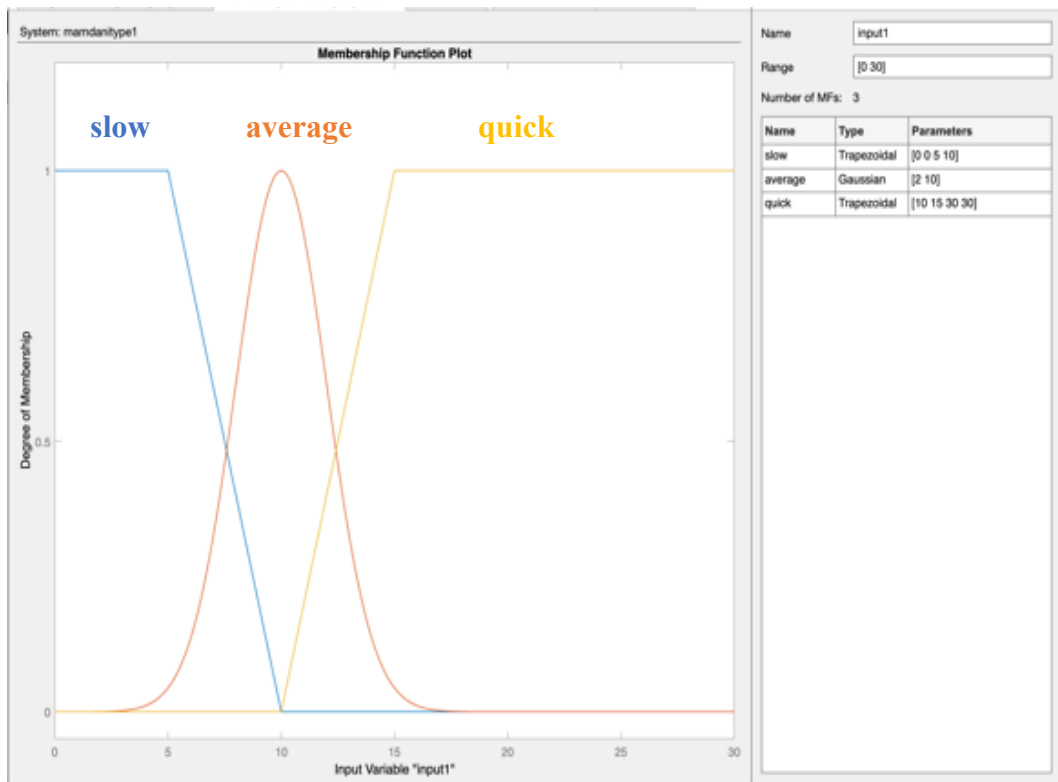 System: mamdanitype1
Membership Function Plot
slow average quick
1
0.5
0
Degree of Membership
0 5 10 15 20 25 30
Input Variable "input1"
Name input1
Range [0 30]
Number of MFs: 3
Name Type Parameters
slow Trapezoidal [0 0 5 10]
average Gaussian [2 10]
quick Trapezoidal [10 15 30 30]